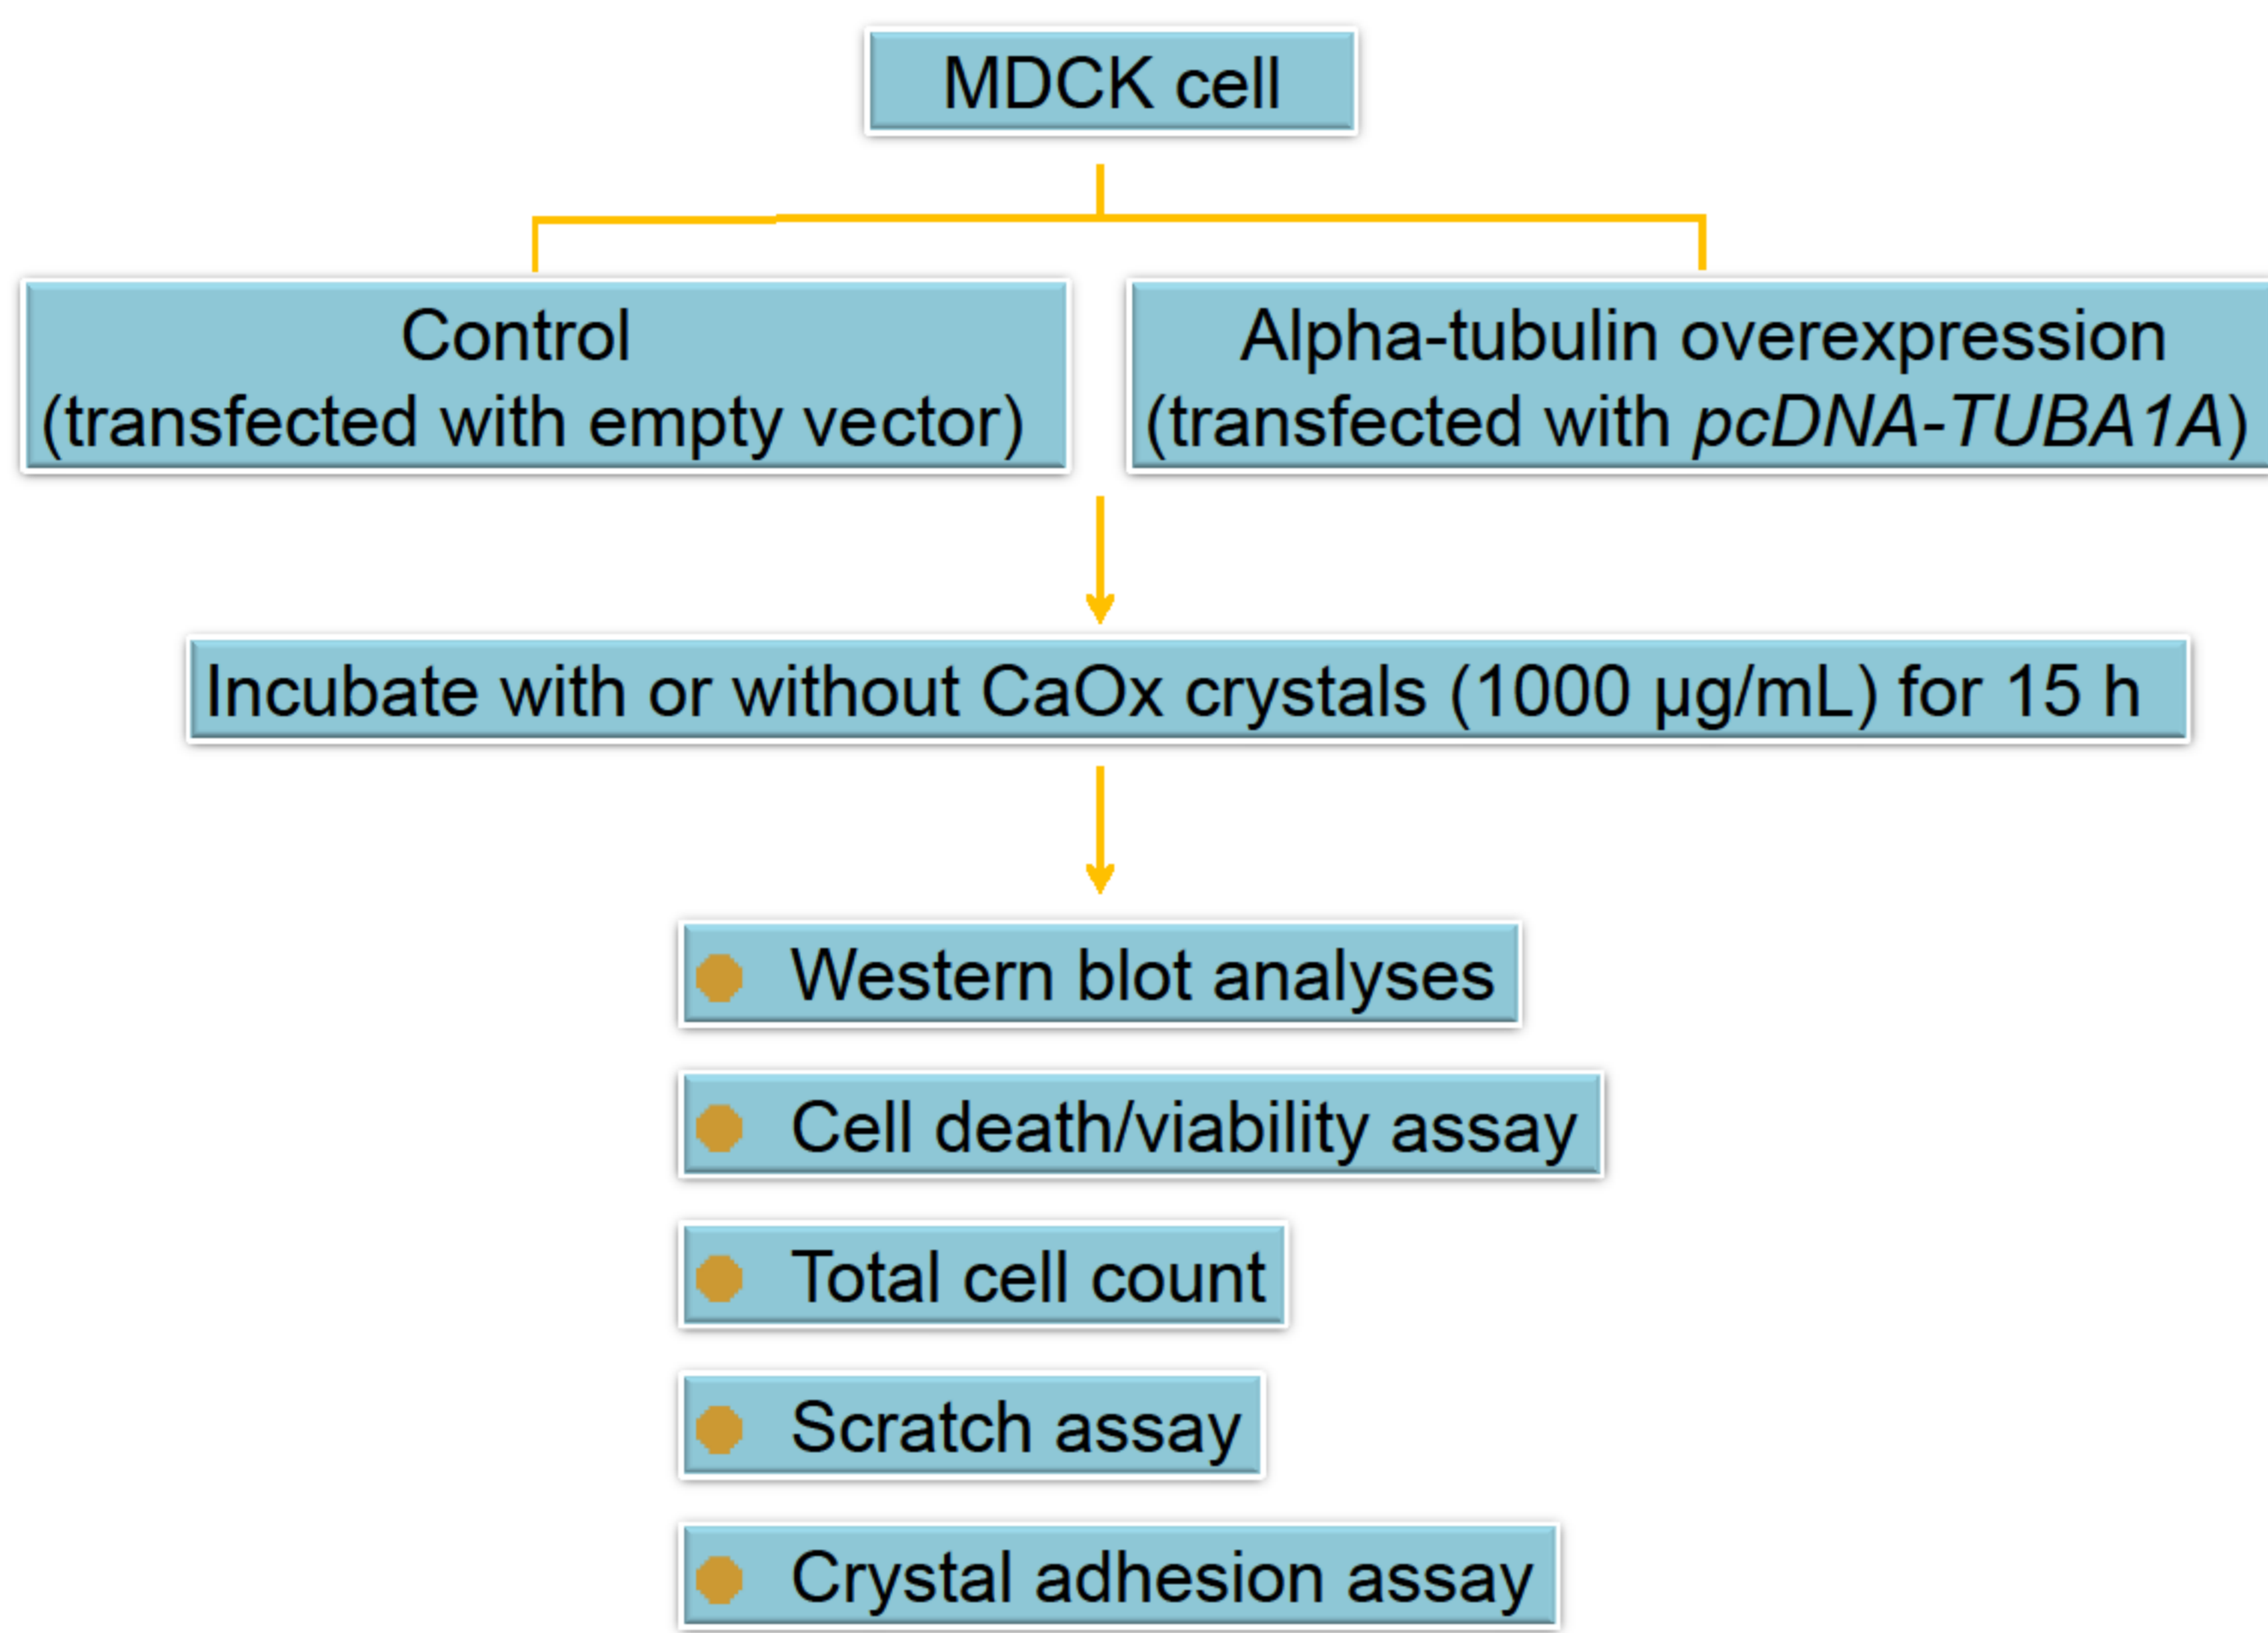 MDCK cell
Control
(transfected with empty vector)
Alpha-tubulin overexpression
(transfected with pcDNA-TUBA1A)
Incubate with or without CaOx crystals (1000 µg/mL) for 15 h
Western blot analyses
Cell death/viability assay
Total cell count
Scratch assay
Crystal adhesion assay